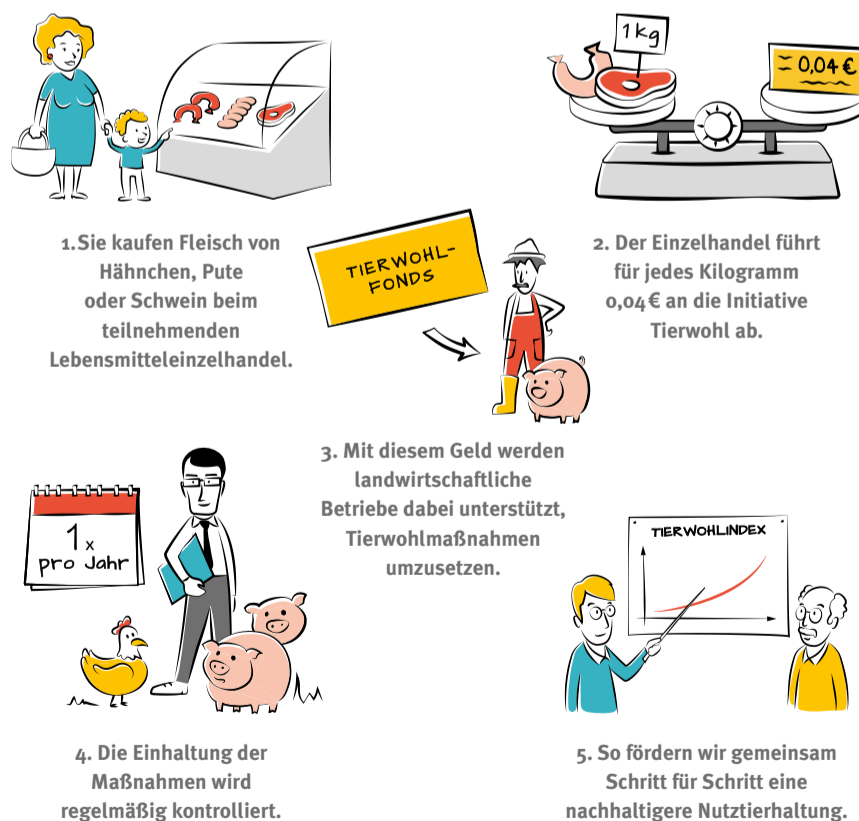 1 kg
= 0,04 €
1. Sie kaufen Fleisch von
Hähnchen, Pute
oder Schwein beim
teilnehmenden
Lebensmitteleinzelhandel.
2. Der Einzelhandel führt
für jedes Kilogramm
0,04 € an die Initiative
Tierwohl ab.
TIERWOHL-
FONDS
3. Mit diesem Geld werden
landwirtschaftliche
Betriebe dabei unterstützt,
Tierwohlmaßnahmen
umzusetzen.
1 x
pro Jahr
4. Die Einhaltung der
Maßnahmen wird
regelmäßig kontrolliert.
TIERWOHLINDEX
5. So fördern wir gemeinsam
Schritt für Schritt eine
nachhaltigere Nutztierhaltung.